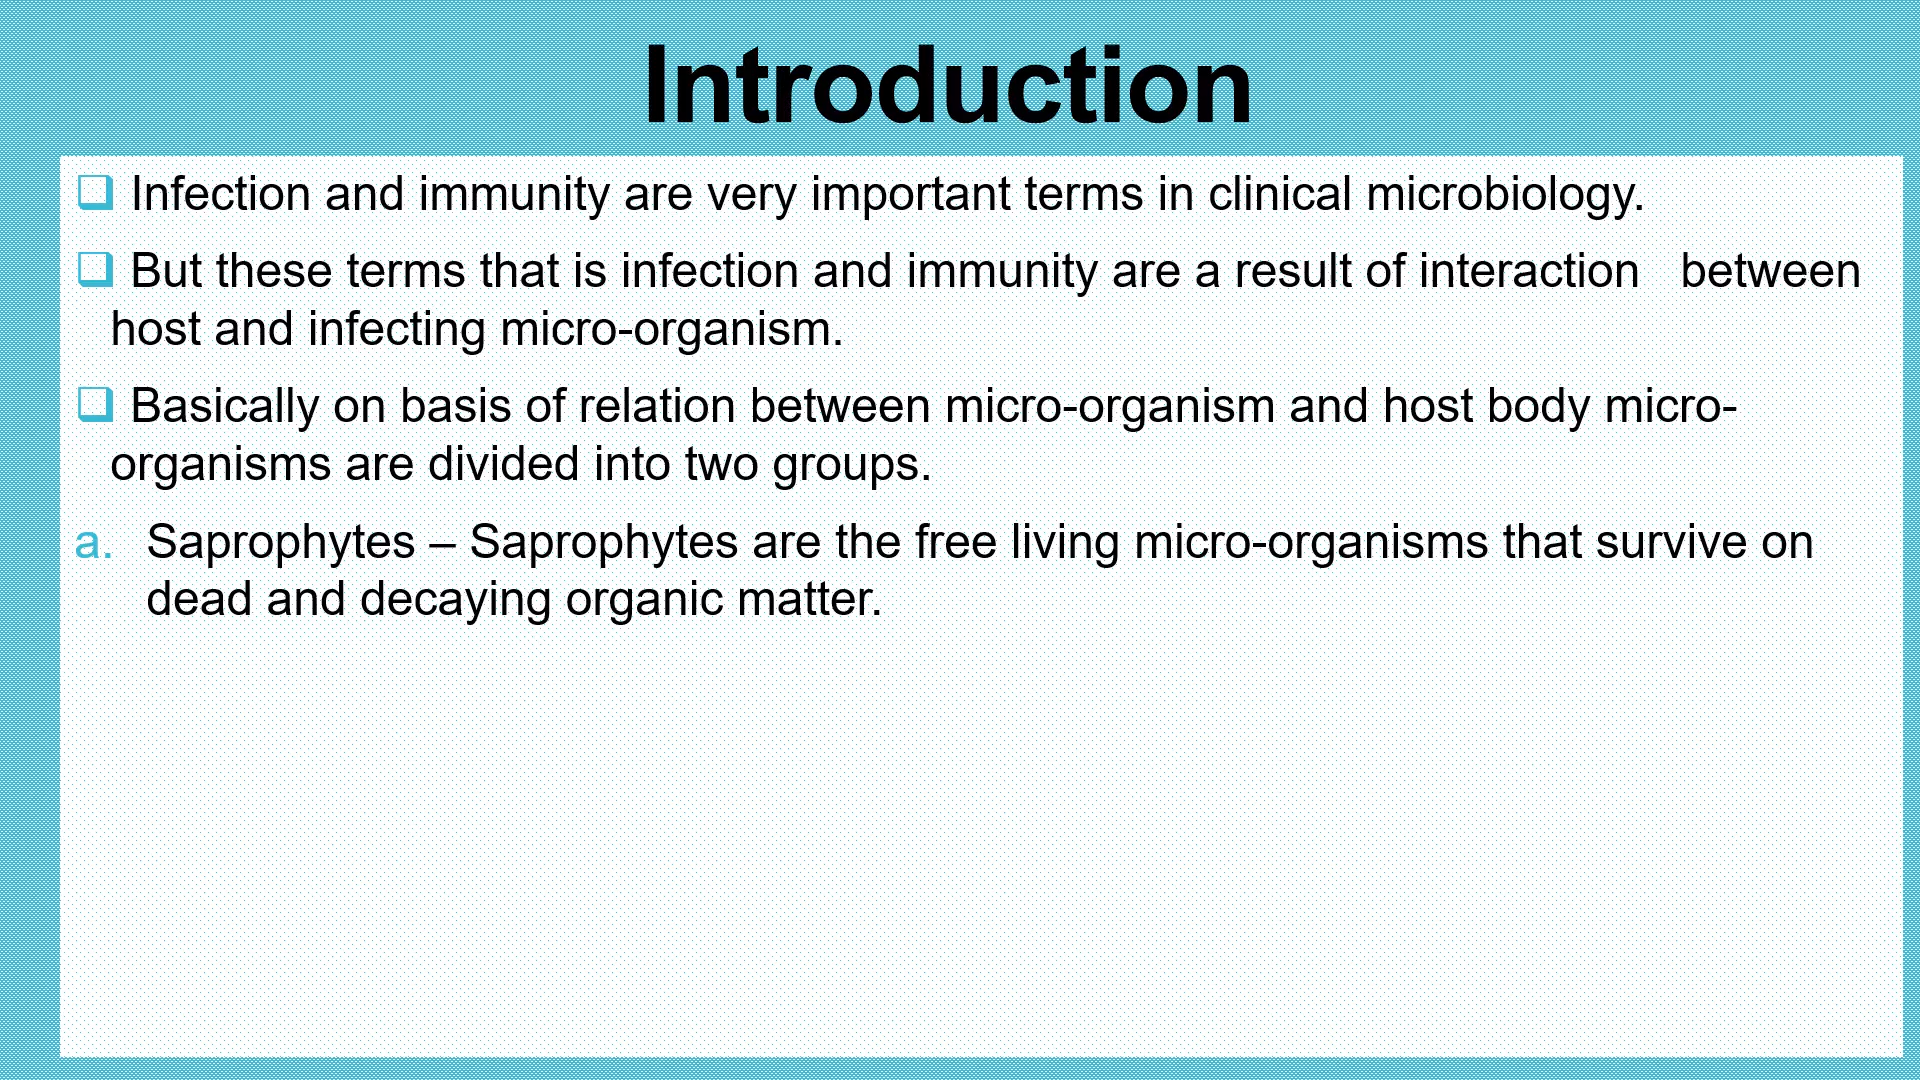 Introduction
❑ Infection and immunity are very important terms in clinical microbiology.
❑ But these terms that is infection and immunity are a result of interaction   between
host and infecting micro-organism.
❑ Basically on basis of relation between micro-organism and host body micro-
organisms are divided into two groups.
a. Saprophytes – Saprophytes are the free living micro-organisms that survive on
dead and decaying organic matter.